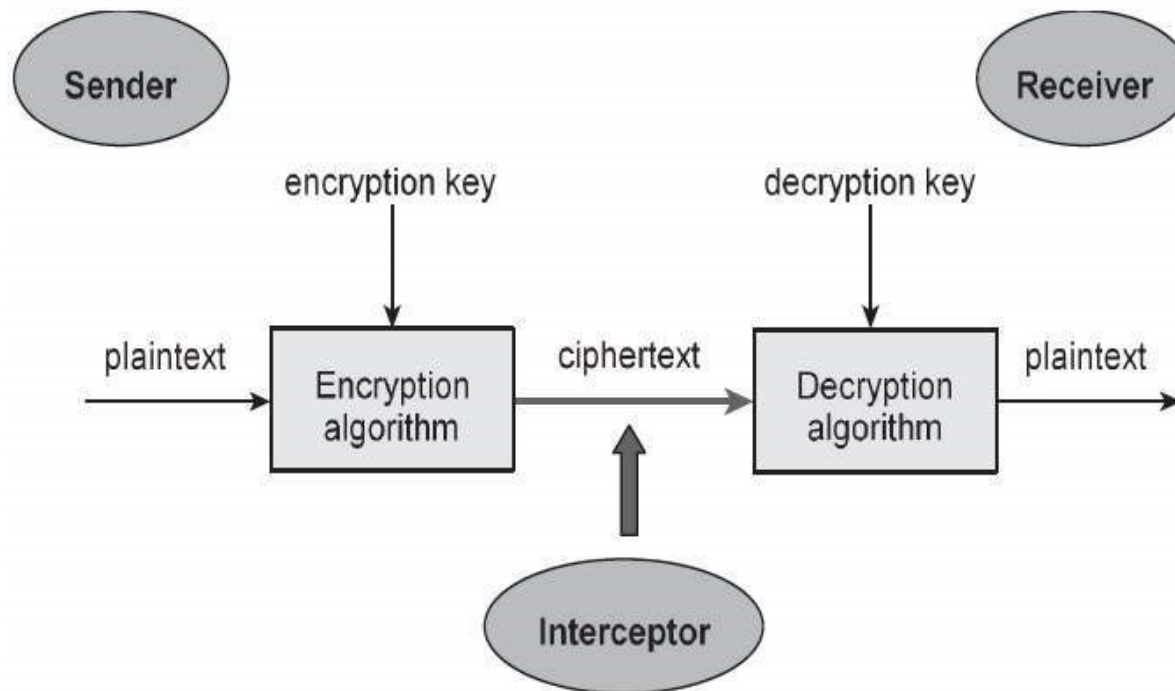 Sender
Receiver
encryption key
decryption key
plaintext
Encryption
algorithm
ciphertext
Decryption
algorithm
plaintext
Interceptor